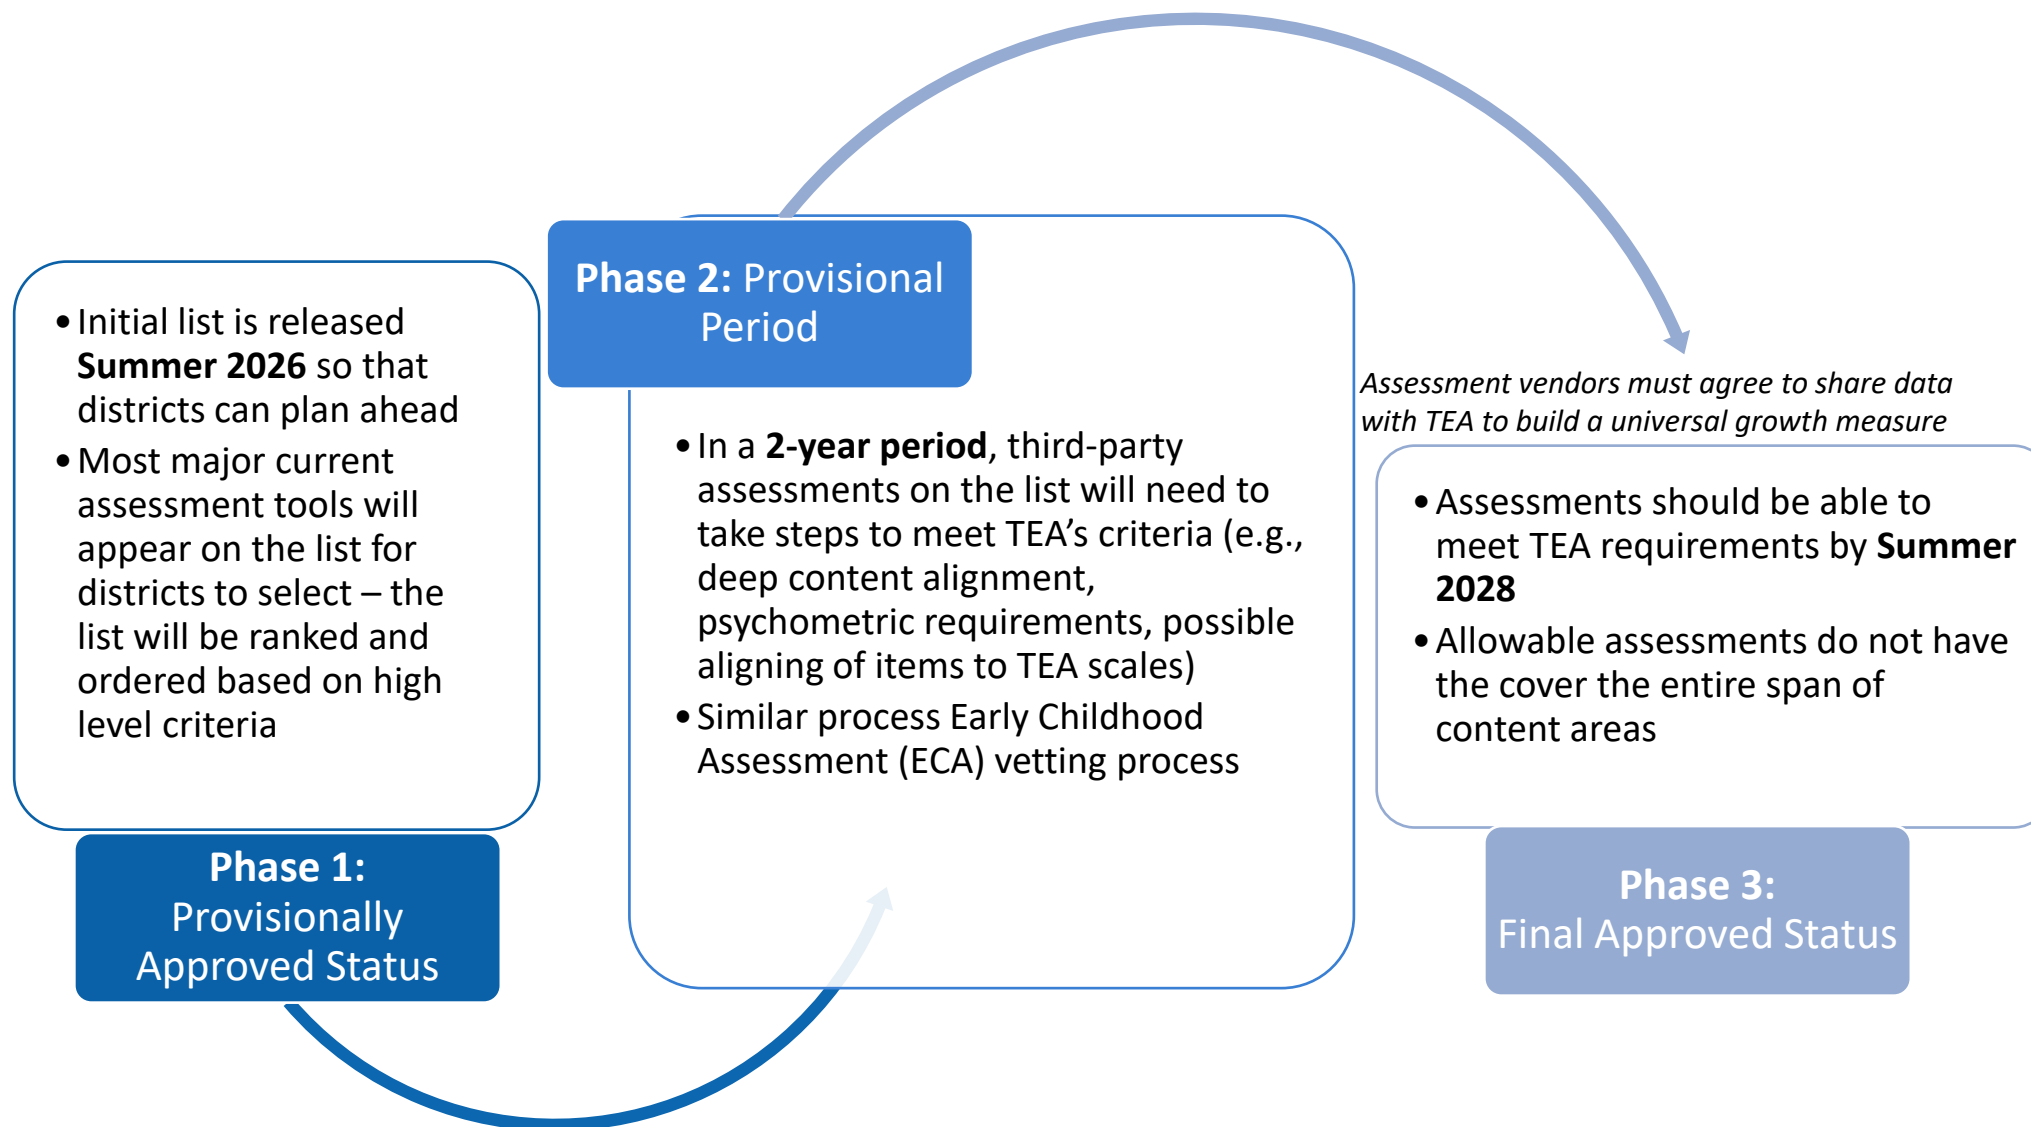 • Initial list is released
Summer 2026 so that
districts can plan ahead
• Most major current
assessment tools will
appear on the list for
districts to select – the
list will be ranked and
ordered based on high
level criteria
Phase 1:
Provisionally
Approved Status
Phase 2: Provisional
Period
• In a 2-year period, third-party
assessments on the list will need to
take steps to meet TEA’s criteria (e.g.,
deep content alignment,
psychometric requirements, possible
aligning of items to TEA scales)
• Similar process Early Childhood
Assessment (ECA) vetting process
Assessment vendors must agree to share data
with TEA to build a universal growth measure
• Assessments should be able to
meet TEA requirements by Summer
2028
• Allowable assessments do not have
the cover the entire span of
content areas
Phase 3:
Final Approved Status